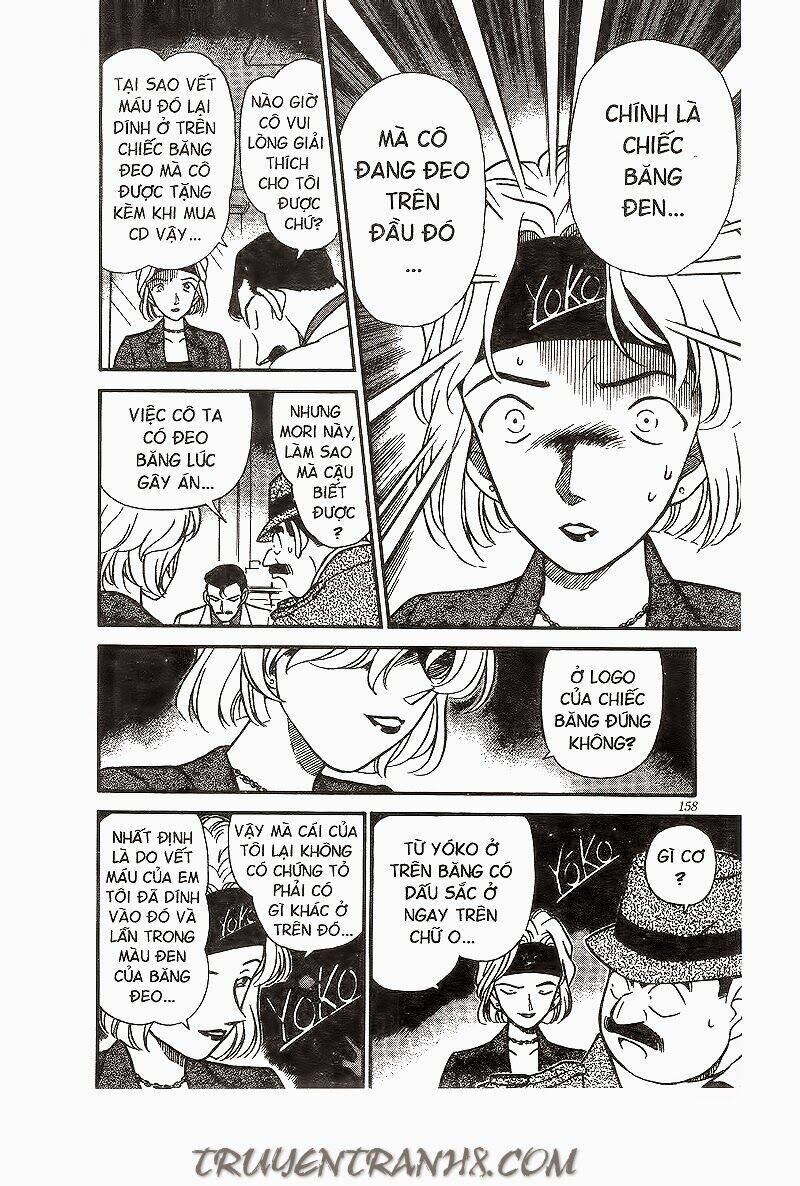 CHÍNH LÀ
CHIẾC
BĂNG
ĐEN...
MÀ CÔ
ĐANG ĐEO
TRÊN
ĐẦU ĐÓ
...
YOKO
NÀO GIỜ
CÔ VUI
LÒNG GIẢI
THÍCH
CHO TÔI
ĐƯỢC
CHỨ?
TẠI SAO VẾT
MÁU ĐÓ LẠI
DÍNH Ở TRÊN
CHIẾC BĂNG
ĐEO MÀ CÔ
ĐƯỢC TẶNG
KÈM KHI MUA
CD VẬY...
NHƯNG
MORI NÀY,
LÀM SAO
MÀ CẬU
BIẾT
ĐƯỢC
?
VIỆC CÔ TA
CÓ ĐEO
BĂNG LÚC
GÂY ÁN...
Ở LOGO
CỦA CHIẾC
BĂNG ĐÚNG
KHÔNG?
158
GÌ CƠ
?
YÓKO
TỪ YÓKO Ở
TRÊN BĂNG CÓ
DẤU SẮC Ở
NGAY TRÊN
CHỮ O...
VẬY MÀ CÁI CỦA
TÔI LẠI KHÔNG
CÓ CHỨNG TỎ
PHẢI CÓ
GÌ KHÁC Ở
TRÊN ĐÓ...
YOKO
YOKO
NHẤT ĐỊNH
LÀ DO VẾT
MÁU CỦA EM
TÔI ĐÃ DÍNH
VÀO ĐÓ VÀ
LẨN TRONG
MÀU ĐEN
CỦA BĂNG
ĐEO...
TRUYENTRANH8.COM